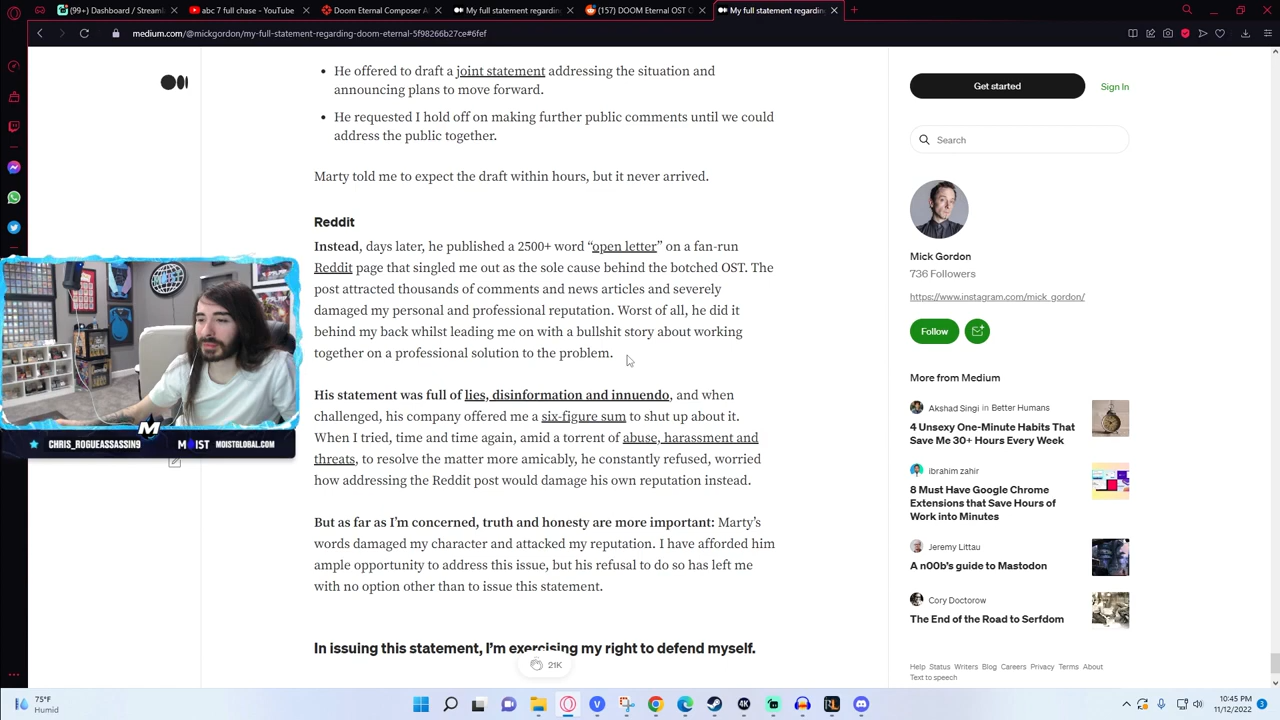 (99+) Dashboard / Strea
abc 7 full chase - YouTube
Doom Eternal Composer A
My full statement regardin
(157) DOOM Eternal OST O
My full statement regardin
medium.com/@mickgordon/my-full-statement-regarding-doom-eternal-5f98266b27ce#6fef
• He offered to draft a joint statement addressing the situation and
announcing plans to move forward.
• He requested I hold off on making further public comments until we could
address the public together.
Marty told me to expect the draft within hours, but it never arrived.
Reddit
Instead, days later, he published a 2500+ word “open letter” on a fan-run
Reddit page that singled me out as the sole cause behind the botched OST. The
post attracted thousands of comments and news articles and severely
damaged my personal and professional reputation. Worst of all, he did it
behind my back whilst leading me on with a bullshit story about working
together on a professional solution to the problem.
His statement was full of lies, disinformation and innuendo, and when
challenged, his company offered me a six-figure sum to shut up about it.
When I tried, time and time again, amid a torrent of abuse, harassment and
threats, to resolve the matter more amicably, he constantly refused, worried
how addressing the Reddit post would damage his own reputation instead.
But as far as I’m concerned, truth and honesty are more important: Marty’s
words damaged my character and attacked my reputation. I have afforded him
ample opportunity to address this issue, but his refusal to do so has left me
with no option other than to issue this statement.
In issuing this statement, I’m exercising my right to defend myself.
21K
Get started
Sign In
Search
Mick Gordon
736 Followers
https://www.instagram.com/mick_gordon/
Follow
More from Medium
Akshad Singi in Better Humans
4 Unsexy One-Minute Habits That
Save Me 30+ Hours Every Week
ibrahim zahir
8 Must Have Google Chrome
Extensions that Save Hours of
Work into Minutes
Jeremy Littau
A n00b’s guide to Mastodon
Cory Doctorow
The End of the Road to Serfdom
Help Status Writers Blog Careers Privacy Terms About
Text to speech
CHRIS_ROGUEASSASSIN9
M
MOIST
MOISTGLOBAL.COM
75°F
Humid
10:45 PM
11/12/2022